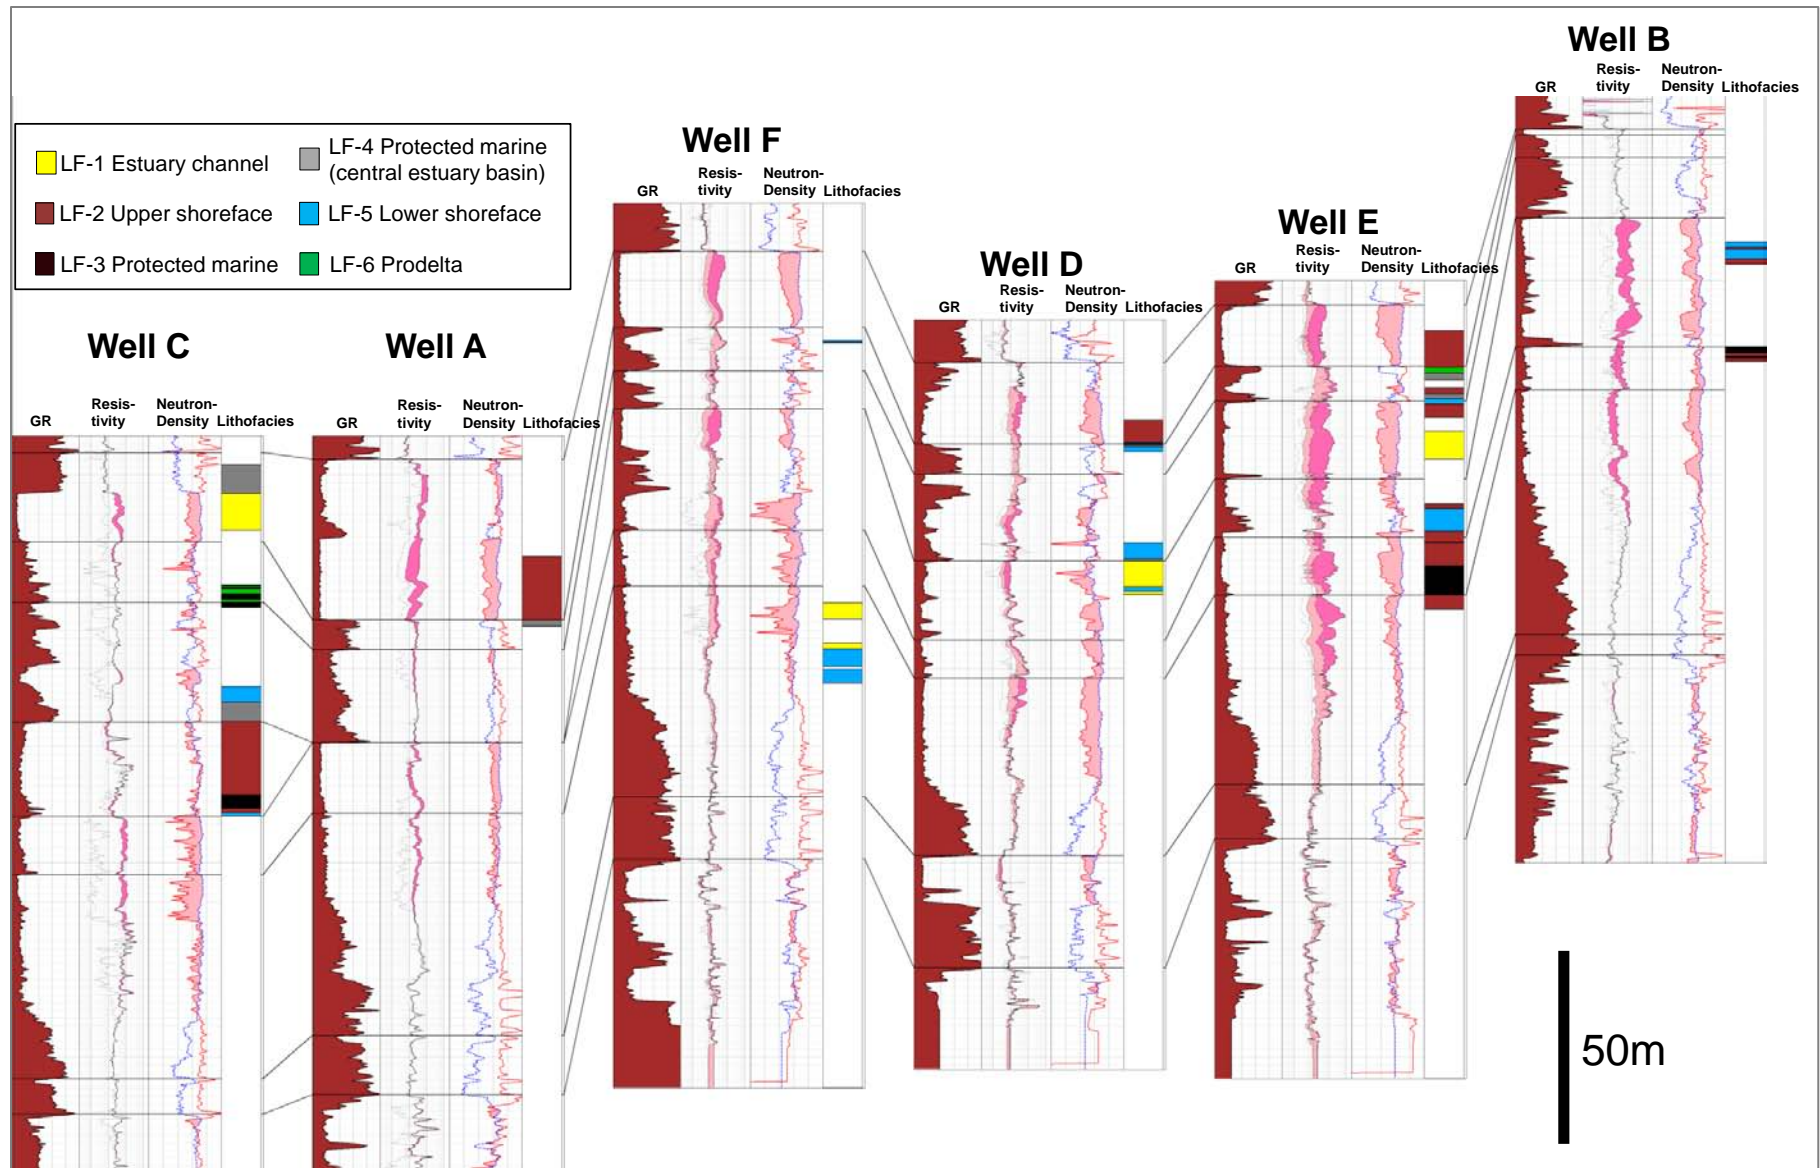 Well B
Resis-
tivity
Neutron-
Density
GR
Lithofacies
LF-1 Estuary channel
LF-4 Protected marine
(central estuary basin)
LF-2 Upper shoreface
LF-5 Lower shoreface
LF-3 Protected marine
LF-6 Prodelta
Well F
Resis-
tivity
Neutron-
Density
GR
Lithofacies
Well E
Resis-
tivity
Neutron-
Density
GR
Lithofacies
Well D
Resis-
tivity
Neutron-
Density
GR
Lithofacies
Well C
Resis-
tivity
Neutron-
Density
GR
Lithofacies
Well A
Resis-
tivity
Neutron-
Density
GR
Lithofacies
50m